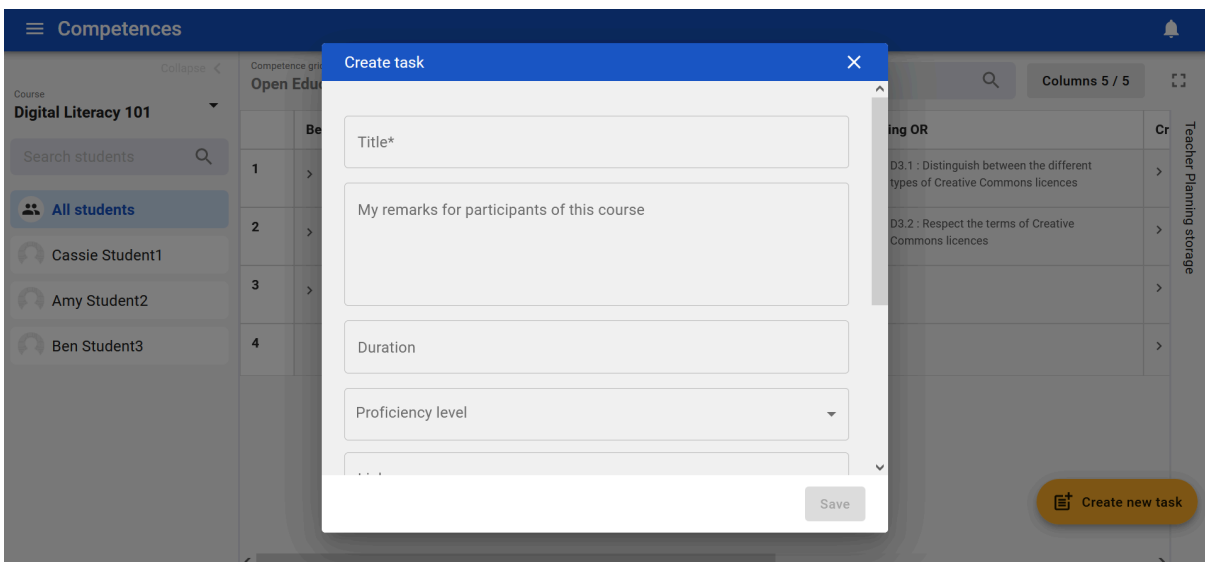 Competences
Collapse
Course
Digital Literacy 101
Search students
All students
Cassie Student1
Amy Student2
Ben Student3
Competence gri
Open Edu
Columns 5 / 5
Be
ing OR
Cr
1
D3.1 : Distinguish between the different
types of Creative Commons licences
2
D3.2 : Respect the terms of Creative
Commons licences
3
4
Teacher Planning storage
Create task
Title*
My remarks for participants of this course
Duration
Proficiency level
Save
Create new task